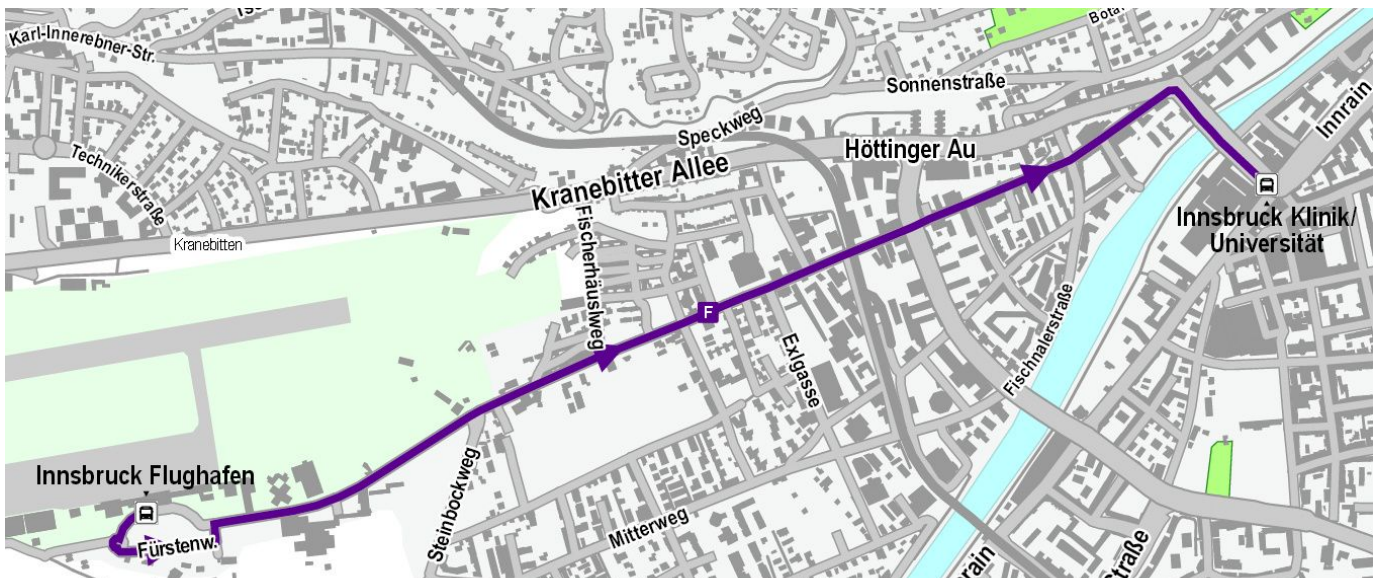 Karl-Innerebner-Str.
Sonnenstraße
Speckweg
Höttinger Au
Innrain
Technikerstraße
Kranebitter Allee
Kranebitten
Fischerhäuslweg
Innsbruck Klinik/
Universität
F
Fischnalerstraße
Exlgasse
Innsbruck Flughafen
Steinbockweg
Mitterweg
Fürstenw.
rain
Straße